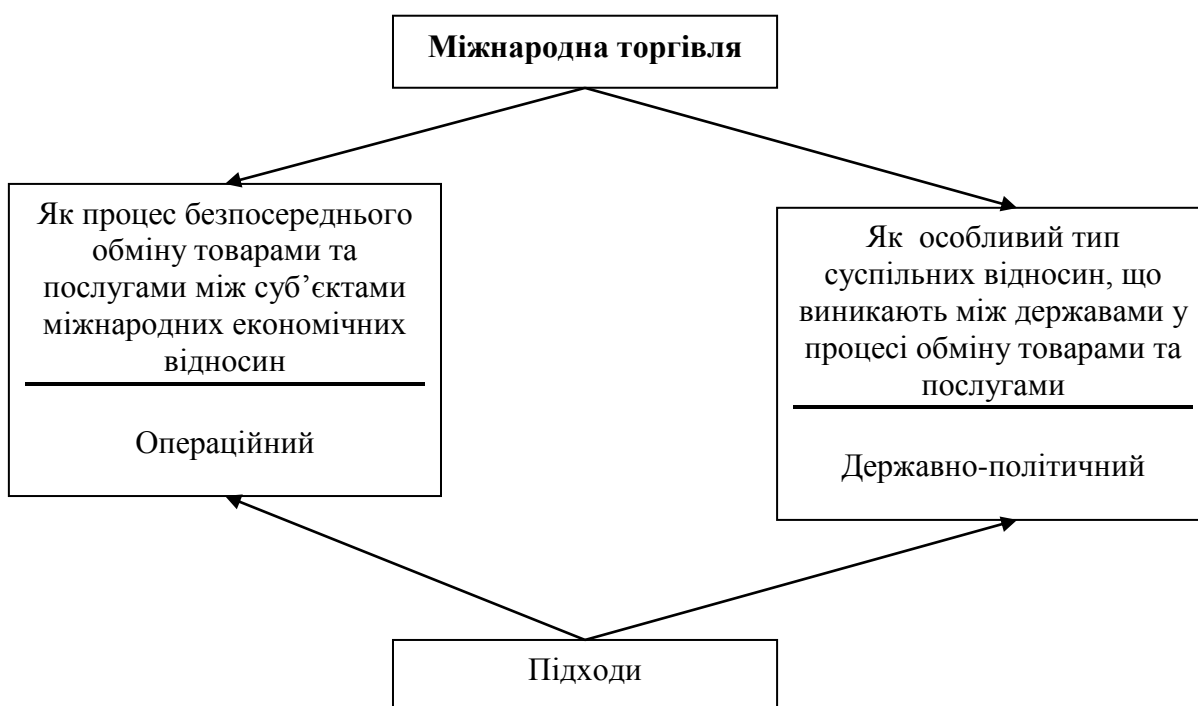 Міжнародна торгівля
Як процес безпосереднього
обміну товарами та
послугами між суб’єктами
міжнародних економічних
відносин
Операційний
Як особливий тип
суспільних відносин, що
виникають між державами у
процесі обміну товарами та
послугами
Державно-політичний
Підходи